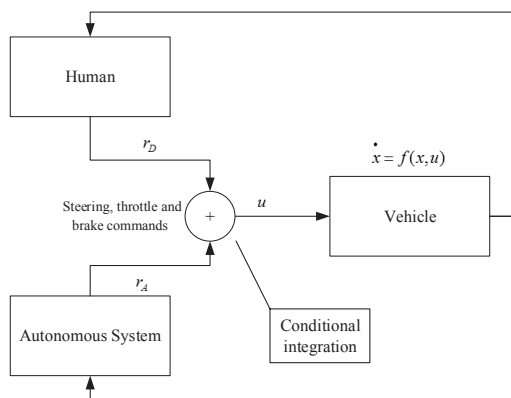 Human
r_D
ẋ = f(x,u)
Steering, throttle and
brake commands
+
u
Vehicle
r_A
Autonomous System
Conditional
integration